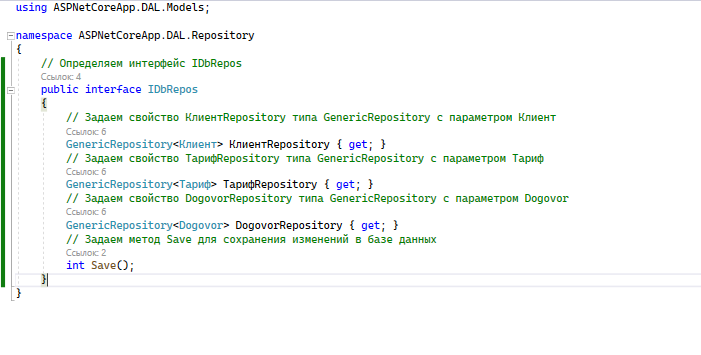 using ASPNetCoreApp.DAL.Models;
namespace ASPNetCoreApp.DAL.Repository
{
// Определяем интерфейс IDbRepos
Ссылок: 4
public interface IDbRepos
{
// Задаем свойство КлиентRepository типа GenericRepository с параметром Клиент
Ссылок: 6
GenericRepository<Клиент> КлиентRepository { get; }
// Задаем свойство ТарифRepository типа GenericRepository с параметром Тариф
Ссылок: 6
GenericRepository<Тариф> ТарифRepository { get; }
// Задаем свойство DogovorRepository типа GenericRepository с параметром Dogovor
Ссылок: 6
GenericRepository<Dogovor> DogovorRepository { get; }
// Задаем метод Save для сохранения изменений в базе данных
Ссылок: 2
int Save();
}
}